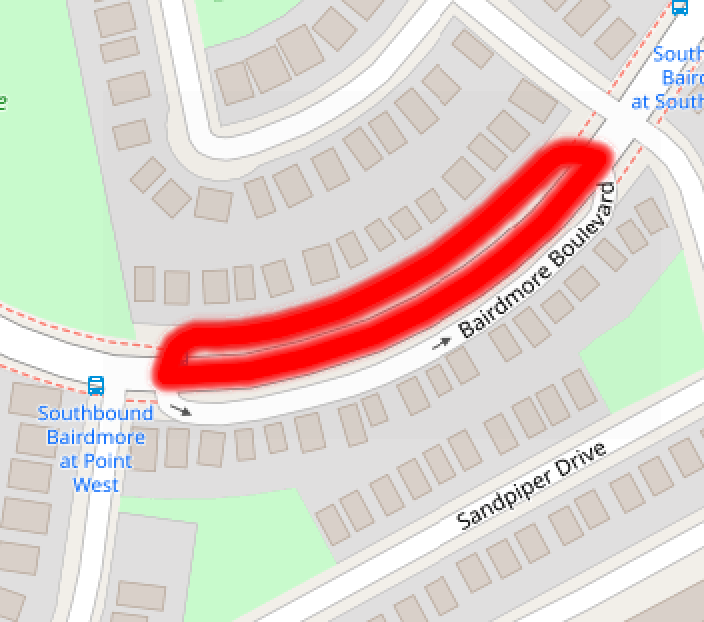 South
Baird
at South
Bairdmore Boulevard
Southbound
Bairdmore
at Point
West
Sandpiper Drive